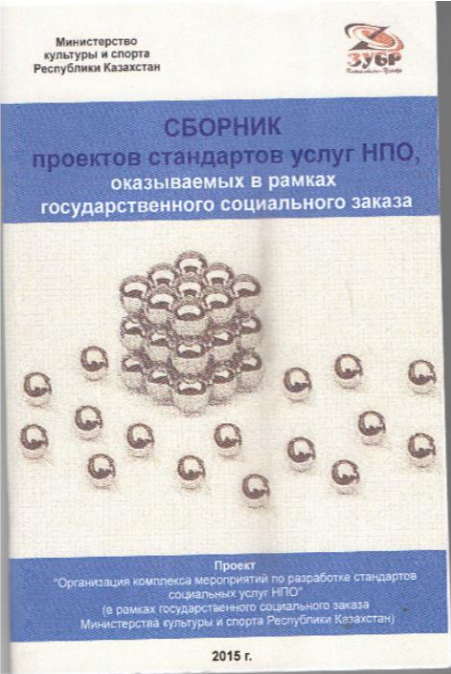 Министерство
культуры и спорта
Республики Казахстан
ЗУБР
СБОРНИК
проектов стандартов услуг НПО,
оказываемых в рамках
государственного социального заказа
Проект
"Организация комплекса мероприятий по разработке стандартов
социальных услуг НПО"
(в рамках государственного социального заказа
Министерства культуры и спорта Республики Казахстан)
2015 г.